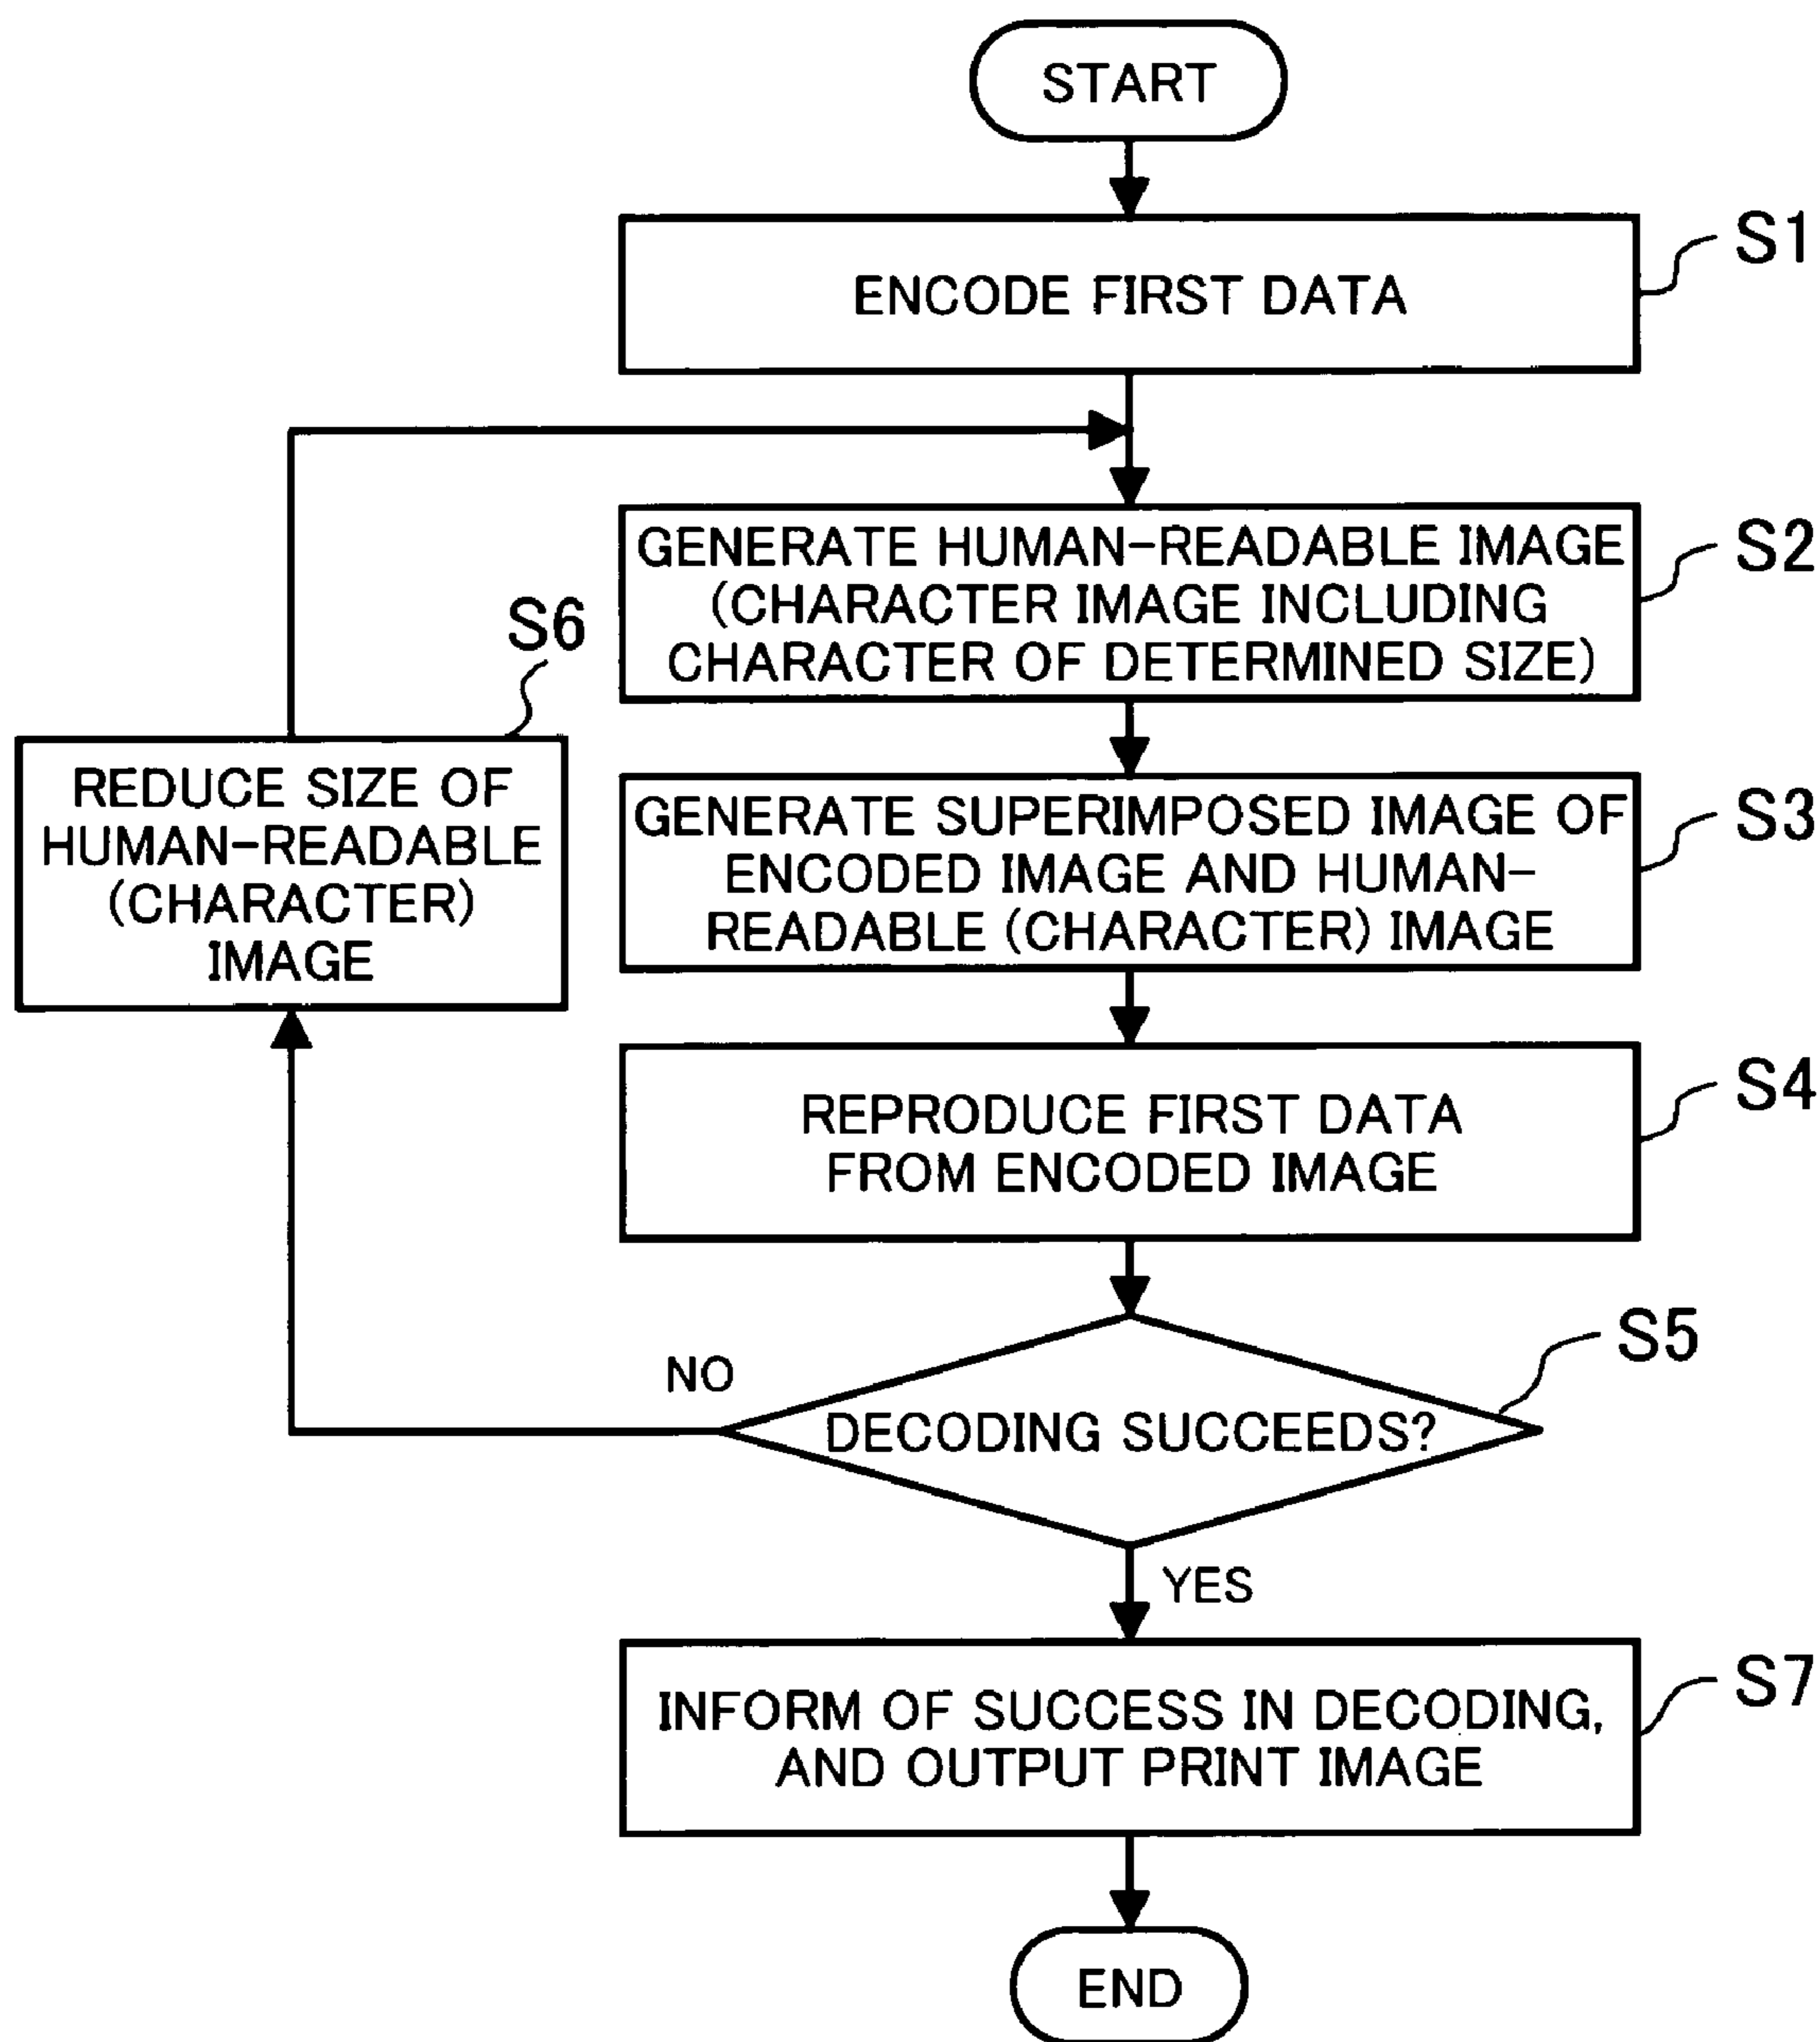 START
S1
ENCODE FIRST DATA
S2
GENERATE HUMAN-READABLE IMAGE
(CHARACTER IMAGE INCLUDING
CHARACTER OF DETERMINED SIZE)
S6
REDUCE SIZE OF
HUMAN-READABLE
(CHARACTER)
IMAGE
S3
GENERATE SUPERIMPOSED IMAGE OF
ENCODED IMAGE AND HUMAN-
READABLE (CHARACTER) IMAGE
S4
REPRODUCE FIRST DATA
FROM ENCODED IMAGE
S5
NO
DECODING SUCCEEDS?
YES
S7
INFORM OF SUCCESS IN DECODING,
AND OUTPUT PRINT IMAGE
END